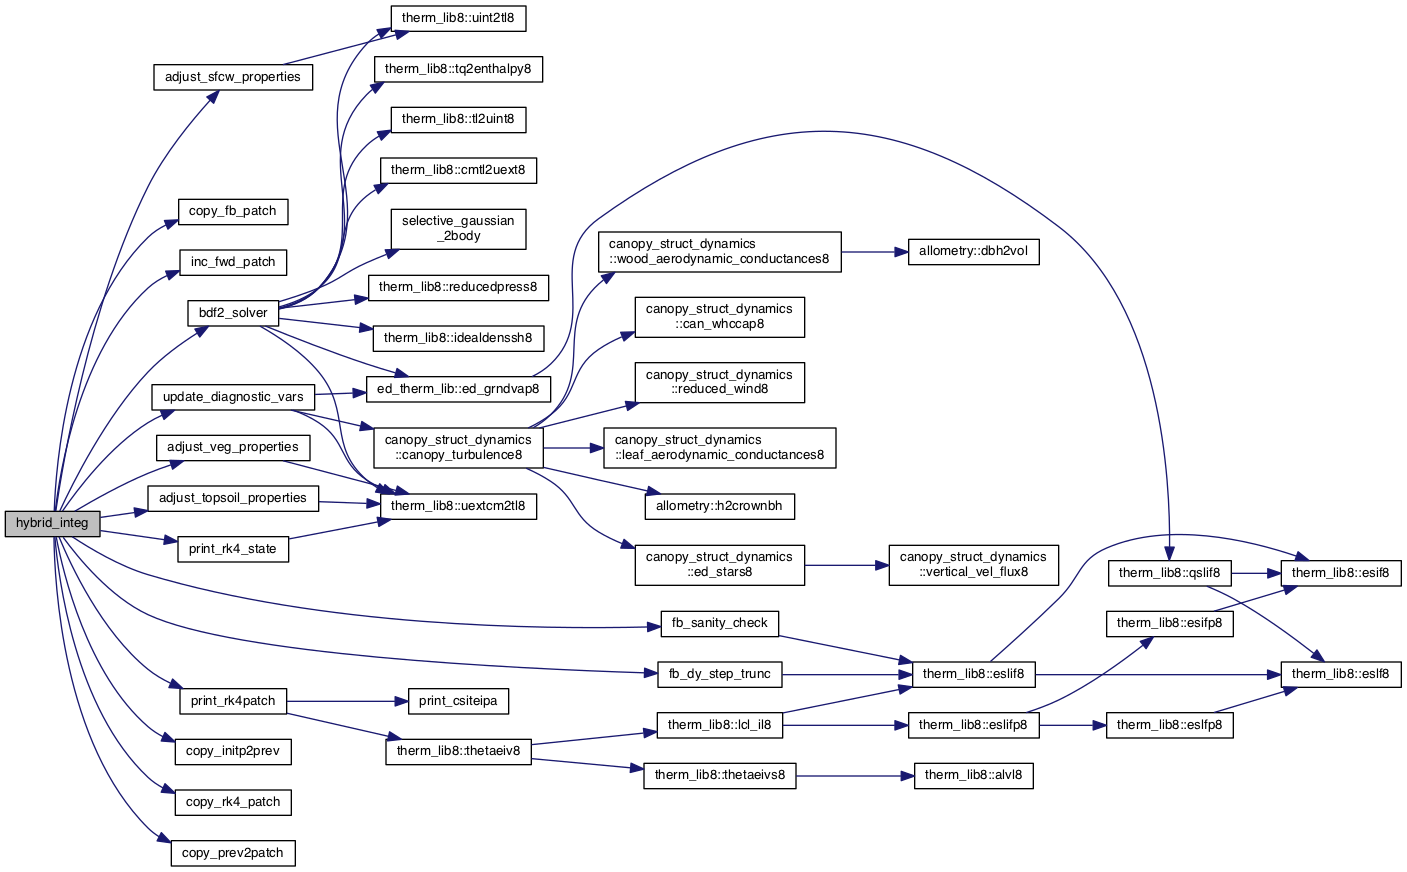 hybrid_integ
adjust_sfcw_properties
copy_fb_patch
inc_fwd_patch
bdf2_solver
update_diagnostic_vars
adjust_veg_properties
adjust_topsoil_properties
print_rk4_state
print_rk4patch
copy_initp2prev
copy_rk4_patch
copy_prev2patch
therm_lib8::uint2tl8
therm_lib8::tq2enthalpy8
therm_lib8::tl2uint8
therm_lib8::cmtl2uext8
selective_gaussian
_2body
therm_lib8::reducedpress8
therm_lib8::idealdenssh8
ed_therm_lib::ed_grndvap8
canopy_struct_dynamics
::canopy_turbulence8
therm_lib8::uextcm2tl8
print_csiteipa
therm_lib8::thetaeiv8
canopy_struct_dynamics
::wood_aerodynamic_conductances8
canopy_struct_dynamics
::can_whccap8
canopy_struct_dynamics
::reduced_wind8
canopy_struct_dynamics
::leaf_aerodynamic_conductances8
allometry::h2crownbh
canopy_struct_dynamics
::ed_stars8
fb_sanity_check
fb_dy_step_trunc
therm_lib8::lcl_il8
therm_lib8::thetaeivs8
allometry::dbh2vol
canopy_struct_dynamics
::vertical_vel_flux8
therm_lib8::eslif8
therm_lib8::eslifp8
therm_lib8::alvl8
therm_lib8::qslif8
therm_lib8::esifp8
therm_lib8::eslfp8
therm_lib8::esif8
therm_lib8::eslf8